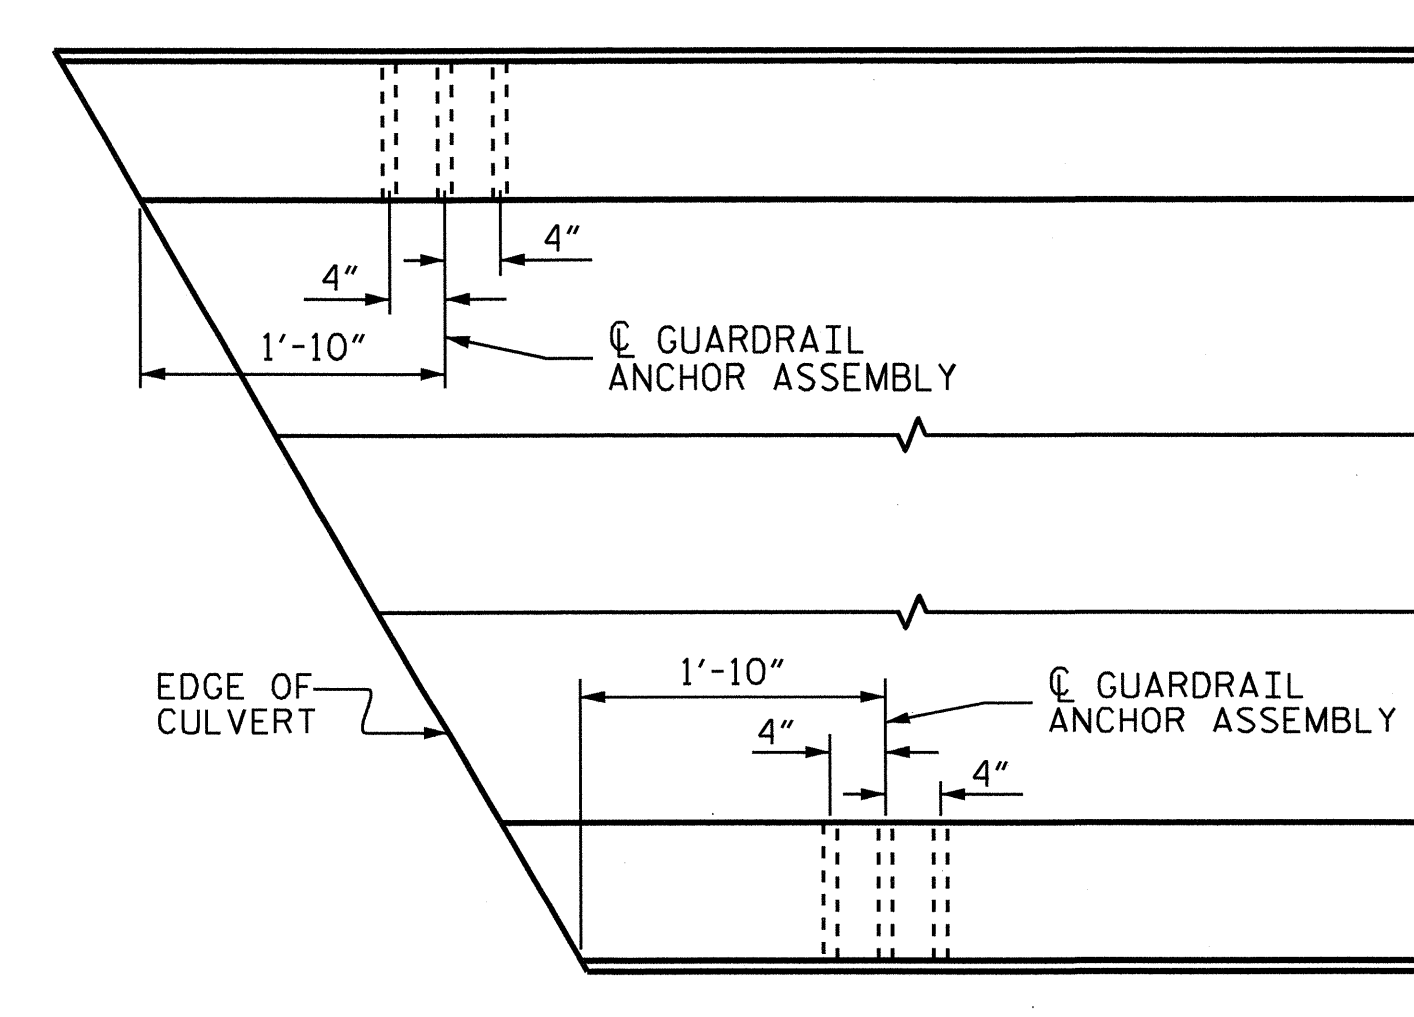 4"
4"
1'-10"
℄ GUARDRAIL
ANCHOR ASSEMBLY
EDGE OF
CULVERT
1'-10"
℄ GUARDRAIL
ANCHOR ASSEMBLY
4"
4"